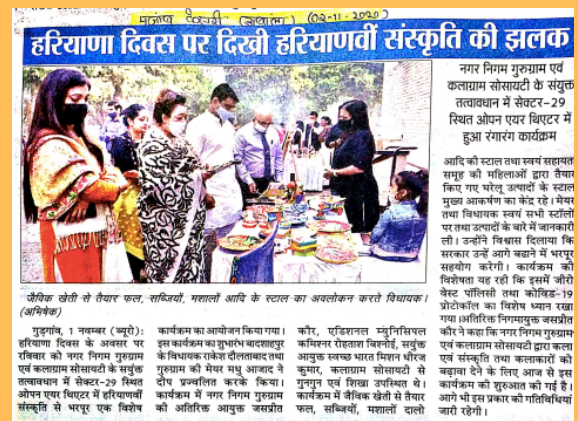 पंजाब केसरी (02-11-2020)
हरियाणा दिवस पर दिखी हरियाणवीं संस्कृति की झलक
नगर निगम गुरुग्राम एवं
कलाग्राम सोसायटी के संयुक्त
तत्वावधान में सेक्टर-29
स्थित ओपन एयर थिएटर में
हुआ रंगारंग कार्यक्रम
जैविक खेती से तैयार फल, सब्जियों, मशालों आदि के स्टाल का अवलोकन करते विधायक।
(अभिषेक)
गुड़गांव, 1 नवम्बर (ब्यूरो):
हरियाणा दिवस के अवसर पर
रविवार को नगर निगम गुरुग्राम
एवं कलाग्राम सोसायटी के संयुक्त
तत्वावधान में सेक्टर-29 स्थित
ओपन एयर थिएटर में हरियाणवीं
संस्कृति से भरपूर एक विशेष
कार्यक्रम का आयोजन किया गया।
इस कार्यक्रम का शुभारंभ बादशाहपुर
के विधायक राकेश दौलताबाद तथा
गुरुग्राम की मेयर मधु आजाद ने
दीप प्रज्वलित करके किया।
कार्यक्रम में नगर निगम गुरुग्राम
की अतिरिक्त आयुक्त जसप्रीत
कौर, एडिशनल म्युनिसिपल
कमिश्नर रोहताश बिश्नोई, सयुंक्त
आयुक्त स्वच्छ भारत मिशन धीरज
कुमार, कलाग्राम सोसायटी से
गुनगुन एवं शिखा उपस्थित थे।
कार्यक्रम में जैविक खेती से तैयार
फल, सब्जियों, मशालों दालो
आदि की स्टाल तथा स्वयं सहायता
समूह की महिलाओं द्वारा तैयार
किए गए घरेलू उत्पादों के स्टाल
मुख्य आकर्षण का केंद्र रहे। मेयर
तथा विधायक स्वयं सभी स्टॉलों
पर तथा उत्पादों के बारे में जानकारी
ली। उन्होंने विश्वास दिलाया कि
सरकार उन्हें आगे बढ़ाने में भरपूर
सहयोग करेगी। कार्यक्रम की
विशेषता यह रही कि इसमें जीरो
वेस्ट पॉलिसी तथा कोविड-19
प्रोटोकॉल का विशेष ध्यान रखा
गया।अतिरिक्त निगमायुक्त जसप्रीत
कौर ने कहा कि नगर निगम गुरुग्राम
एवं कलाग्राम सोसायटी द्वारा कला
एवं संस्कृति तथा कलाकारों को
बढ़ावा देने के लिए आज से इस
कार्यक्रम की शुरुआत की गई है।
आगे भी इस प्रकार की गतिविधियां
जारी रहेगी।